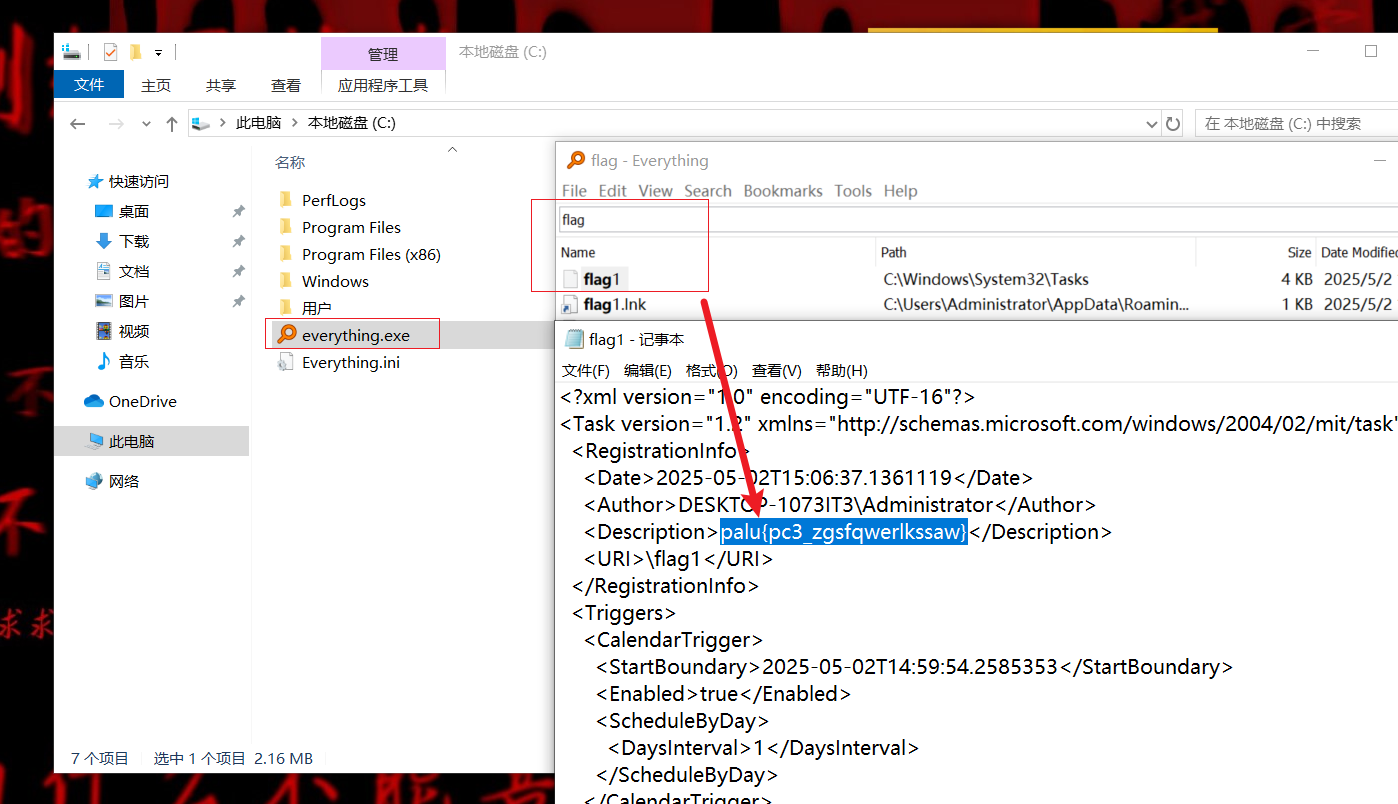 管理
本地磁盘 (C:)
文件
主页
共享
查看
应用程序工具
此电脑
本地磁盘 (C:)
在 本地磁盘 (C:) 中搜索
快速访问
桌面
下载
文档
图片
视频
音乐
OneDrive
此电脑
网络
名称
PerfLogs
Program Files
Program Files (x86)
Windows
用户
everything.exe
Everything.ini
7 个项目
选中 1 个项目 2.16 MB
flag - Everything
File Edit View Search Bookmarks Tools Help
flag
Name Path Size Date Modified
flag1 C:\Windows\System32\Tasks 4 KB 2025/5/2
flag1.lnk C:\Users\Administrator\AppData\Roamin... 1 KB 2025/5/2
flag1 - 记事本
文件(F) 编辑(E) 格式(O) 查看(V) 帮助(H)
<?xml version="1.0" encoding="UTF-16"?>
<Task version="1.2" xmlns="http://schemas.microsoft.com/windows/2004/02/mit/task"
<RegistrationInfo>
<Date>2025-05-02T15:06:37.1361119</Date>
<Author>DESKTOP-1073IT3\Administrator</Author>
<Description>palu{pc3_zgsfqwerlkssaw}</Description>
<URI>\flag1</URI>
</RegistrationInfo>
<Triggers>
<CalendarTrigger>
<StartBoundary>2025-05-02T14:59:54.2585353</StartBoundary>
<Enabled>true</Enabled>
<ScheduleByDay>
<DaysInterval>1</DaysInterval>
</ScheduleByDay>
</CalendarTrigger>